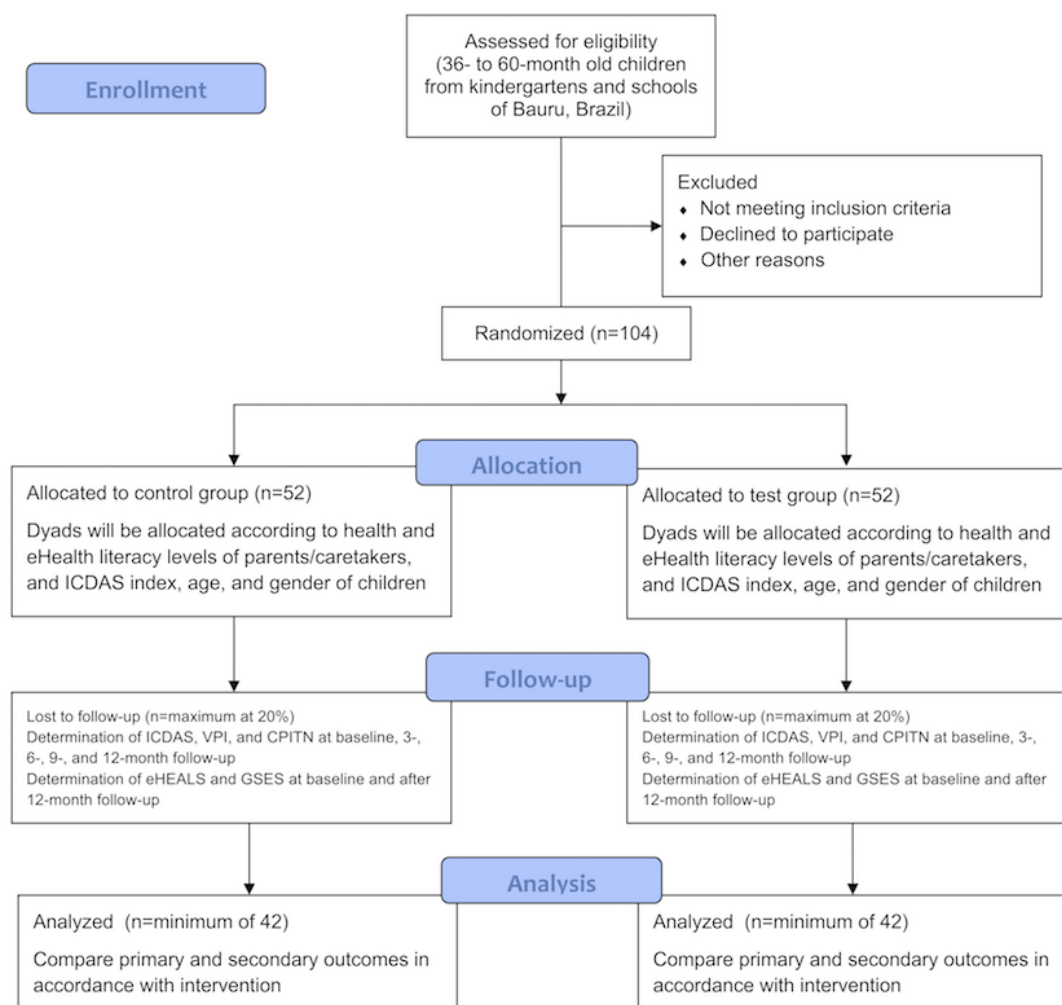 Assessed for eligibility
(36- to 60-month old children
from kindergartens and schools
of Bauru, Brazil)
Enrollment
Excluded
♦ Not meeting inclusion criteria
♦ Declined to participate
♦ Other reasons
Randomized (n=104)
Allocation
Allocated to control group (n=52)
Dyads will be allocated according to health and
eHealth literacy levels of parents/caretakers,
and ICDAS index, age, and gender of children
Allocated to test group (n=52)
Dyads will be allocated according to health and
eHealth literacy levels of parents/caretakers,
and ICDAS index, age, and gender of children
Follow-up
Lost to follow-up (n=maximum at 20%)
Determination of ICDAS, VPI, and CPITN at baseline, 3-,
6-, 9-, and 12-month follow-up
Determination of eHEALS and GSES at baseline and after
12-month follow-up
Lost to follow-up (n=maximum at 20%)
Determination of ICDAS, VPI, and CPITN at baseline, 3-,
6-, 9-, and 12-month follow-up
Determination of eHEALS and GSES at baseline and after
12-month follow-up
Analysis
Analyzed (n=minimum of 42)
Compare primary and secondary outcomes in
accordance with intervention
Analyzed (n=minimum of 42)
Compare primary and secondary outcomes in
accordance with intervention